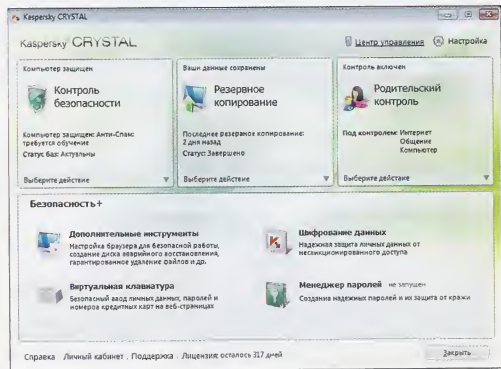 Kaspersky CRYSTAL
Kaspersky CRYSTAL
Центр управления Настройка
Компьютер защищен
Контроль
безопасности
Компьютер защищен: Анти-Спам:
требуется обучение
Статус баз: Актуальны
Выберите действие
Ваши данные сохранены
Резервное
копирование
Последнее резервное копирование:
2 дня назад
Статус: Завершено
Выберите действие
Контроль включен
Родительский
контроль
Под контролем: Интернет
Общение
Компьютер
Выберите действие
Безопасность+
Дополнительные инструменты
Настройка браузера для безопасной работы,
создание диска аварийного восстановления,
гарантированное удаление файлов и др.
Шифрование данных
Надежная защита личных данных от
несанкционированного доступа
Виртуальная клавиатура
Безопасный ввод личных данных, паролей и
номеров кредитных карт на веб-страницах
Менеджер паролей не запущен
Создание надежных паролей и их защита от кражи
Справка Личный кабинет Поддержка Лицензия: осталось 317 дней
Закрыть